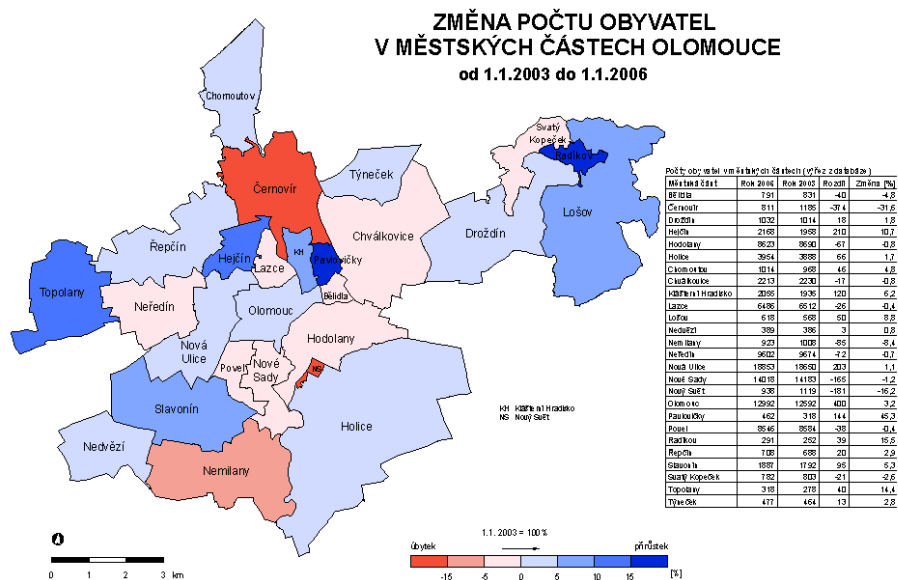 ZMĚNA POČTU OBYVATEL
V MĚSTSKÝCH ČÁSTECH OLOMOUCE
od 1.1.2003 do 1.1.2006
Chomoutov
Svatý
Kopeček
Radíkov
Týneček
Černovír
Lošov
Chválkovice
Droždín
Řepčín
Hejčín
Lazce
KH
Pavlovičky
Topolany
Bělidla
Neředín
Olomouc
Hodolany
Nová
Ulice
Povel
Nové
Sady
NS
Slavonín
Holice
Nedvězí
Nemilany
KH Klášterní Hradisko
NS Nový Svět
Počty obyvatel v městských částech (výřez z databáze)
Městská část Rok 2006 Rok 2003 Rozdíl Změna [%]
Bělidla 791 831 -40 -4,8
Černovír 811 1185 -374 -31,6
Droždín 1032 1014 18 1,8
Hejčín 2168 1958 210 10,7
Hodolany 8623 8690 -67 -0,8
Holice 3954 3888 66 1,7
Chomoutov 1014 968 46 4,8
Chválkovice 2213 2230 -17 -0,8
Klášterní Hradisko 2055 1935 120 6,2
Lazce 6486 6512 -26 -0,4
Lošov 618 568 50 8,8
Nedvězí 389 386 3 0,8
Nemilany 923 1008 -85 -8,4
Neředín 9602 9674 -72 -0,7
Nová Ulice 18853 18650 203 1,1
Nové Sady 14018 14183 -165 -1,2
Nový Svět 938 1119 -181 -16,2
Olomouc 12992 12592 400 3,2
Pavlovičky 462 318 144 45,3
Povel 8546 8584 -38 -0,4
Radíkov 291 252 39 15,5
Řepčín 708 688 20 2,9
Slavonín 1887 1792 95 5,3
Svatý Kopeček 782 803 -21 -2,6
Topolany 318 278 40 14,4
Týneček 477 464 13 2,8
1.1. 2003 = 100 %
úbytek přírůstek
-15 -5 0 5 10 15 [%]
0 1 2 3 km